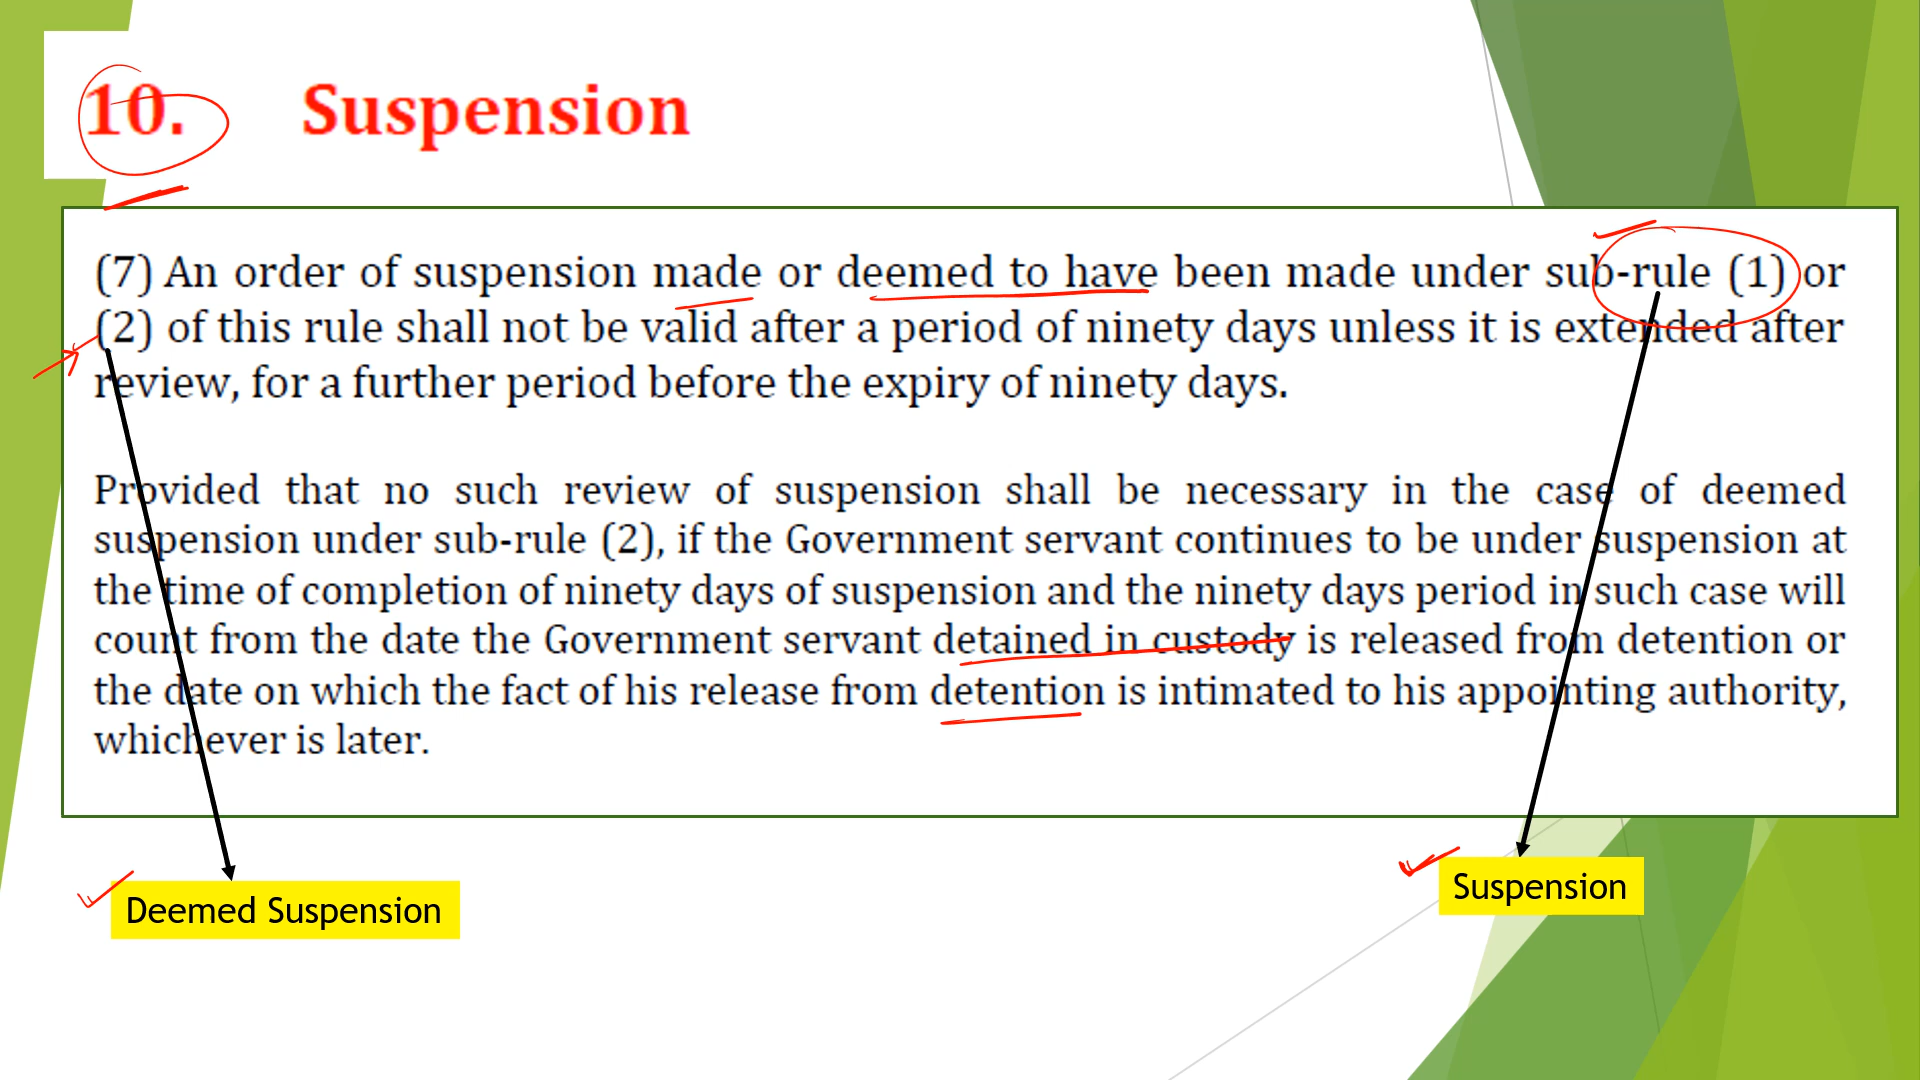 10. Suspension
(7) An order of suspension made or deemed to have been made under sub-rule (1) or
(2) of this rule shall not be valid after a period of ninety days unless it is extended after
review, for a further period before the expiry of ninety days.
Provided that no such review of suspension shall be necessary in the case of deemed
suspension under sub-rule (2), if the Government servant continues to be under suspension at
the time of completion of ninety days of suspension and the ninety days period in such case will
count from the date the Government servant detained in custody is released from detention or
the date on which the fact of his release from detention is intimated to his appointing authority,
whichever is later.
Deemed Suspension
Suspension